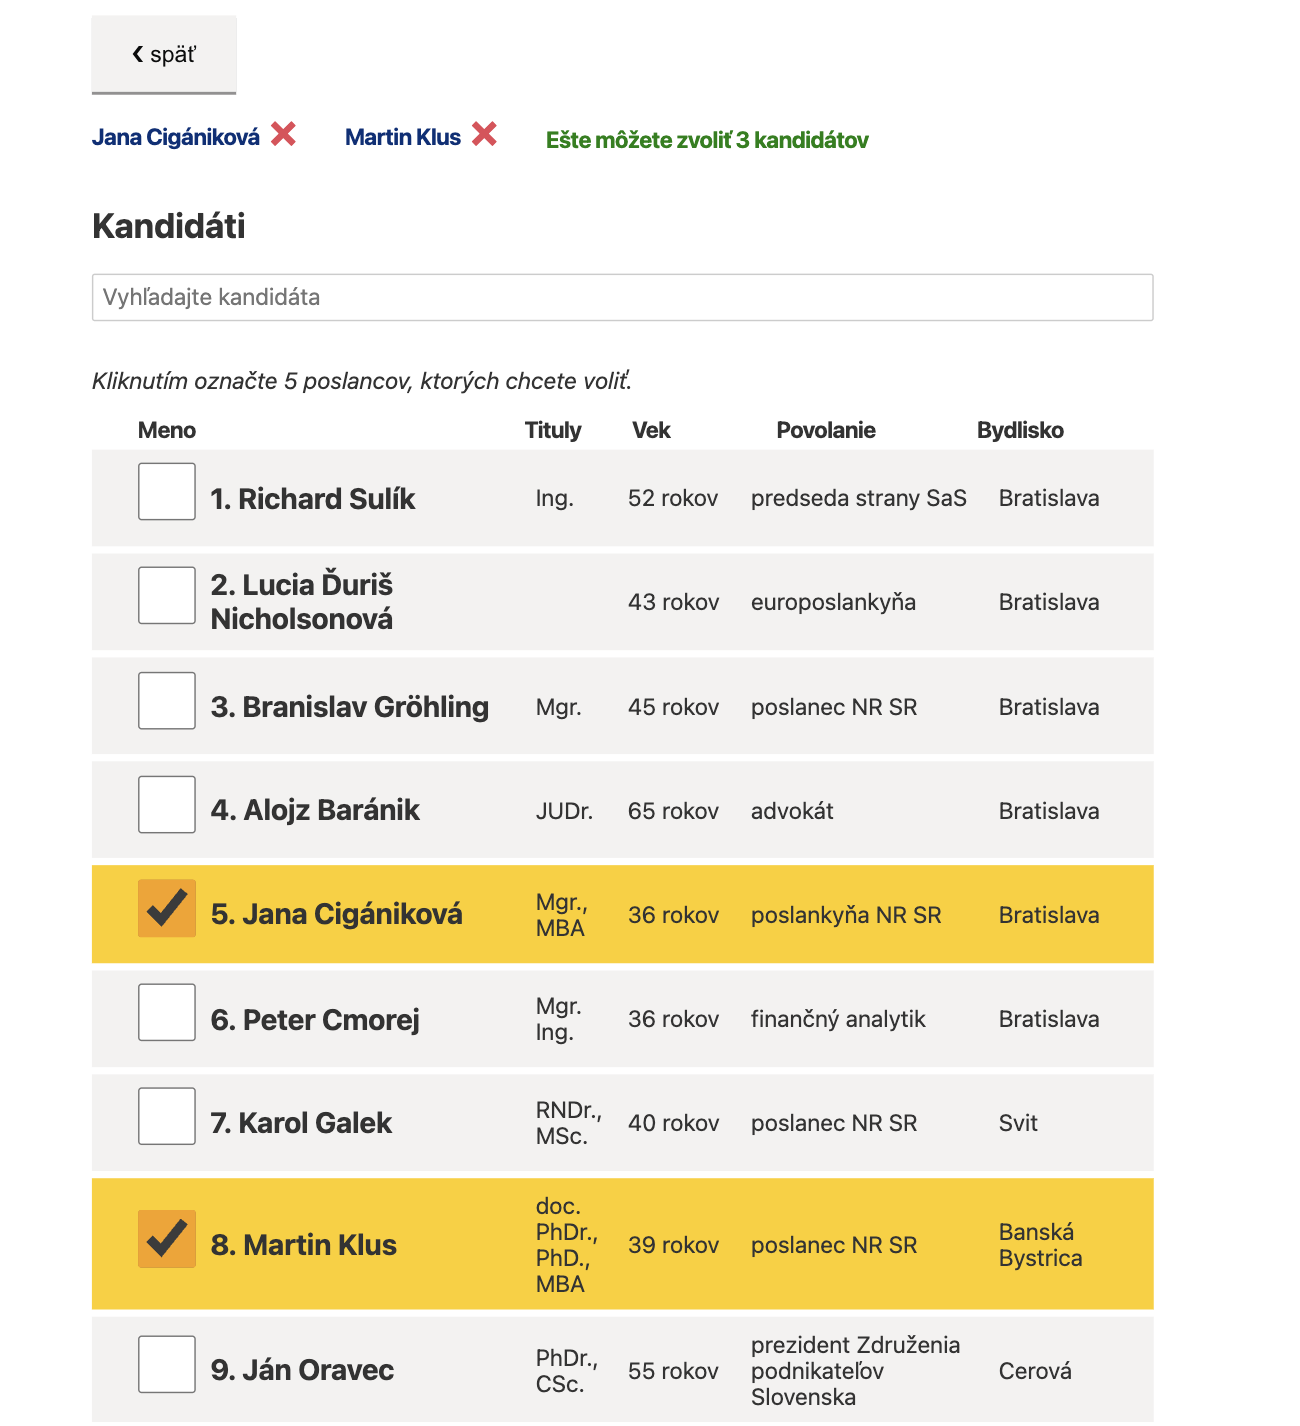 späť
Jana Cigániková Martin Klus Ešte môžete zvoliť 3 kandidátov
Kandidáti
Vyhľadajte kandidáta
Kliknutím označte 5 poslancov, ktorých chcete voliť.
Meno Tituly Vek Povolanie Bydlisko
1. Richard Sulík Ing. 52 rokov predseda strany SaS Bratislava
2. Lucia Ďuriš
Nicholsonová
43 rokov europoslankyňa Bratislava
3. Branislav Gröhling Mgr. 45 rokov poslanec NR SR Bratislava
4. Alojz Baránik JUDr. 65 rokov advokát Bratislava
5. Jana Cigániková
Mgr.,
MBA
36 rokov poslankyňa NR SR Bratislava
6. Peter Cmorej
Mgr.
Ing.
36 rokov finančný analytik Bratislava
7. Karol Galek
RNDr.,
MSc.
40 rokov poslanec NR SR Svit
8. Martin Klus
doc.
PhDr.,
PhD.,
MBA
39 rokov poslanec NR SR
Banská
Bystrica
9. Ján Oravec
PhDr.,
CSc.
55 rokov
prezident Združenia
podnikateľov
Slovenska
Cerová